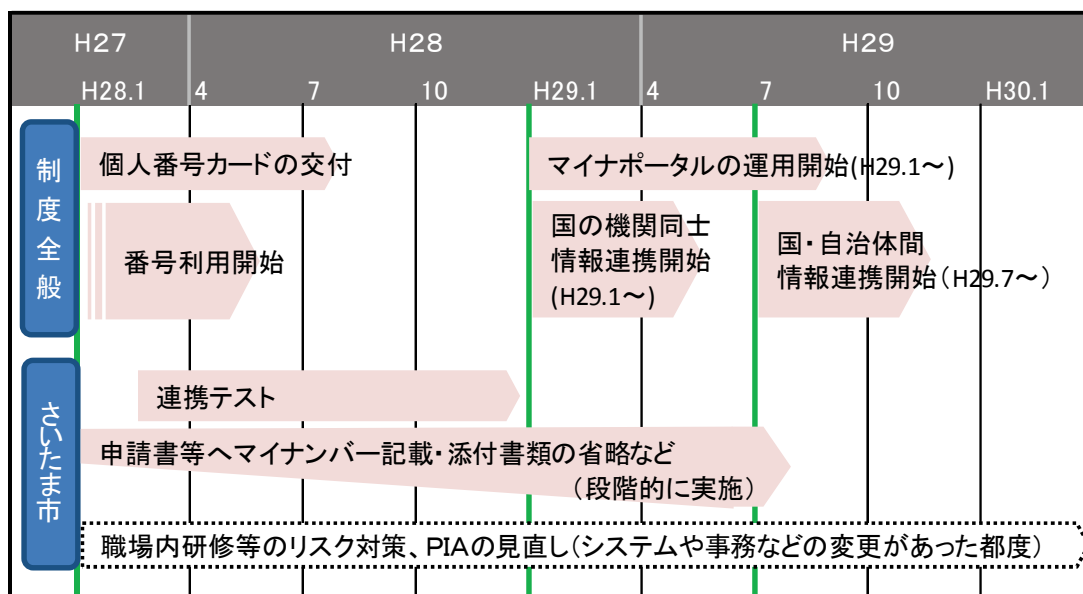 H27 H28 H29
H28.1 4 7 10 H29.1 4 7 10 H30.1
制度全般
個人番号カードの交付
マイナポータルの運用開始(H29.1～)
番号利用開始
国の機関同士
情報連携開始
(H29.1～)
国・自治体間
情報連携開始（H29.7～）
さいたま市
連携テスト
申請書等へマイナンバー記載・添付書類の省略など
（段階的に実施）
職場内研修等のリスク対策、PIAの見直し（システムや事務などの変更があった都度）